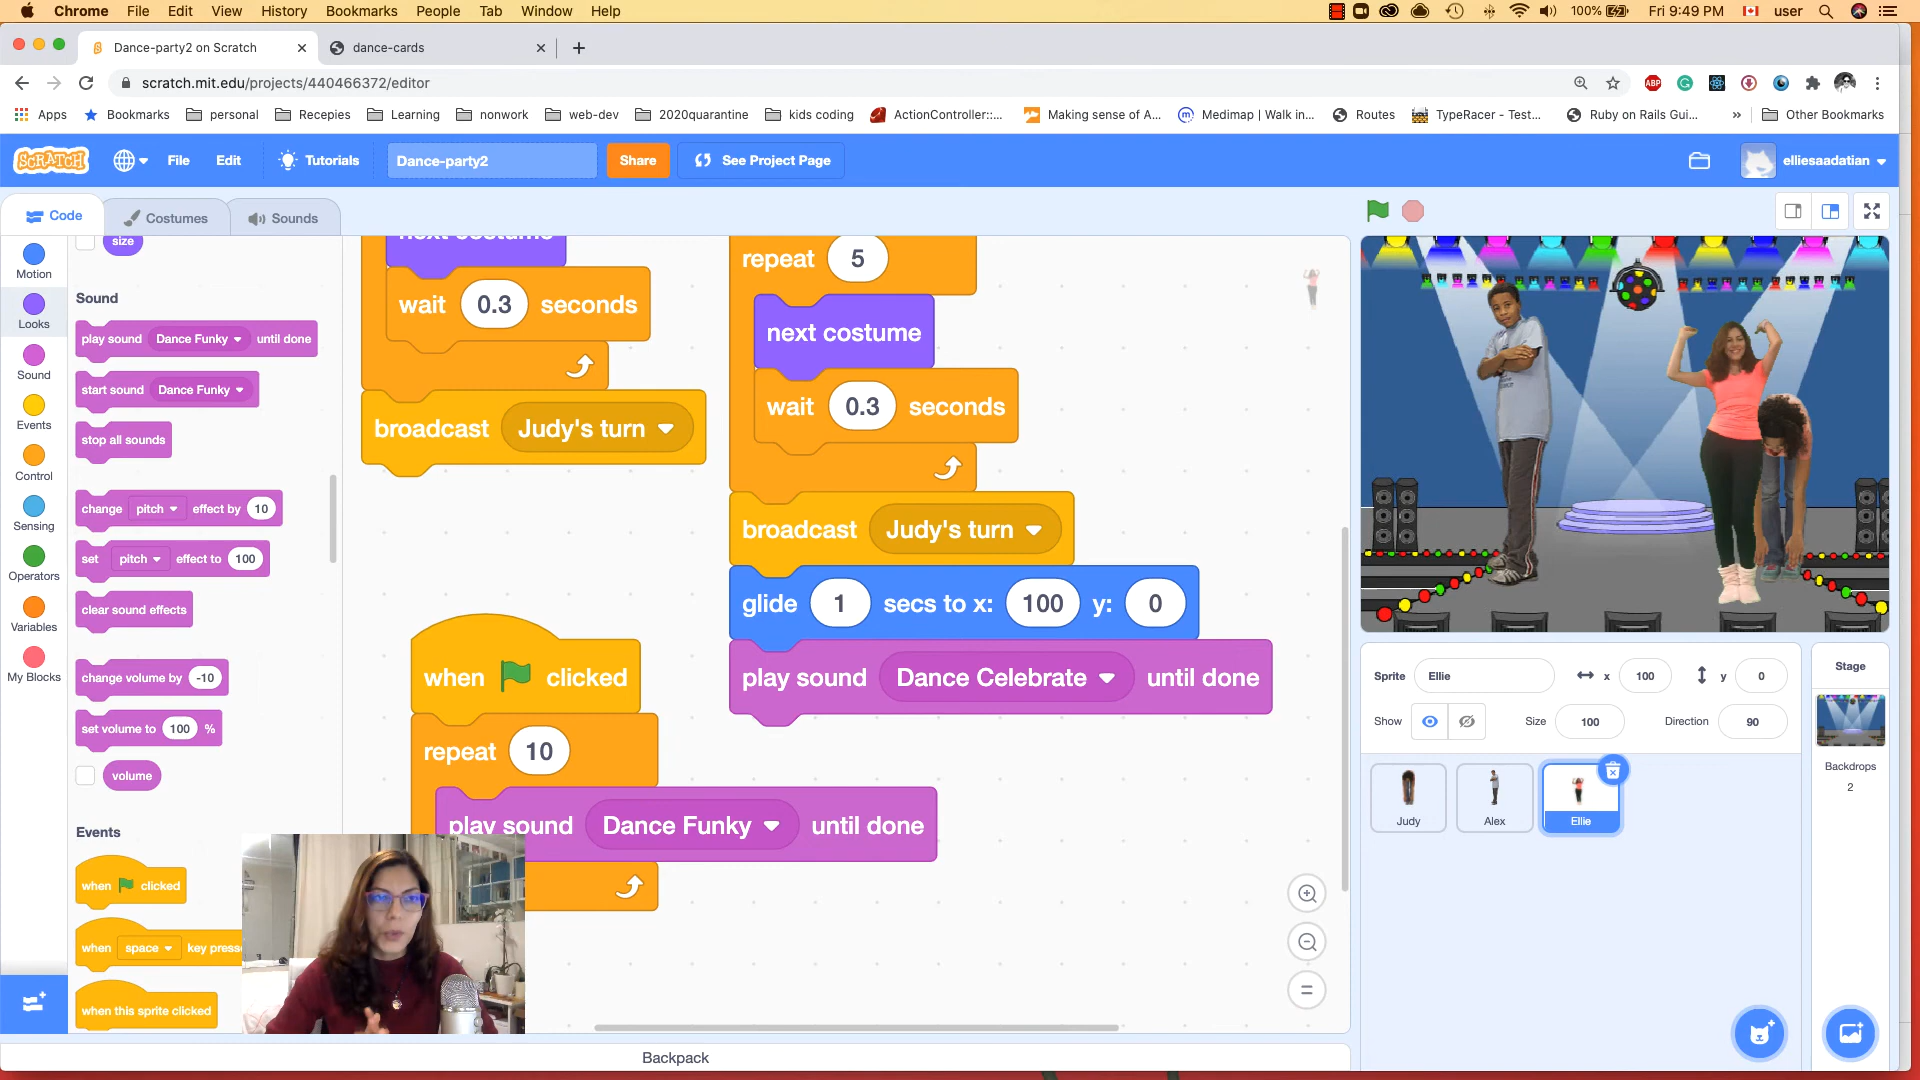 Chrome File Edit View History Bookmarks People Tab Window Help 100% Fri 9:49 PM user
Dance-party2 on Scratch dance-cards
scratch.mit.edu/projects/440466372/editor ABP
Apps Bookmarks personal Recepies Learning nonwork web-dev 2020quarantine kids coding ActionController::... Making sense of A... Medimap | Walk in... Routes TypeRacer - Test... Ruby on Rails Gui... » Other Bookmarks
SCRATCH File Edit Tutorials Dance-party2 Share See Project Page elliesaadatian
Code Costumes Sounds
Motion
Looks
Sound
Events
Control
Sensing
Operators
Variables
My Blocks
size
Sound
play sound Dance Funky until done
start sound Dance Funky
stop all sounds
change pitch effect by 10
set pitch effect to 100
clear sound effects
change volume by -10
set volume to 100 %
volume
Events
when clicked
when space key presse
when this sprite clicked
next costume
wait 0.3 seconds
broadcast Judy's turn
repeat 5
next costume
wait 0.3 seconds
broadcast Judy's turn
glide 1 secs to x: 100 y: 0
play sound Dance Celebrate until done
when clicked
repeat 10
play sound Dance Funky until done
Backpack
Sprite Ellie x 100 y 0
Show Size 100 Direction 90
Judy Alex Ellie
Stage
Backdrops
2